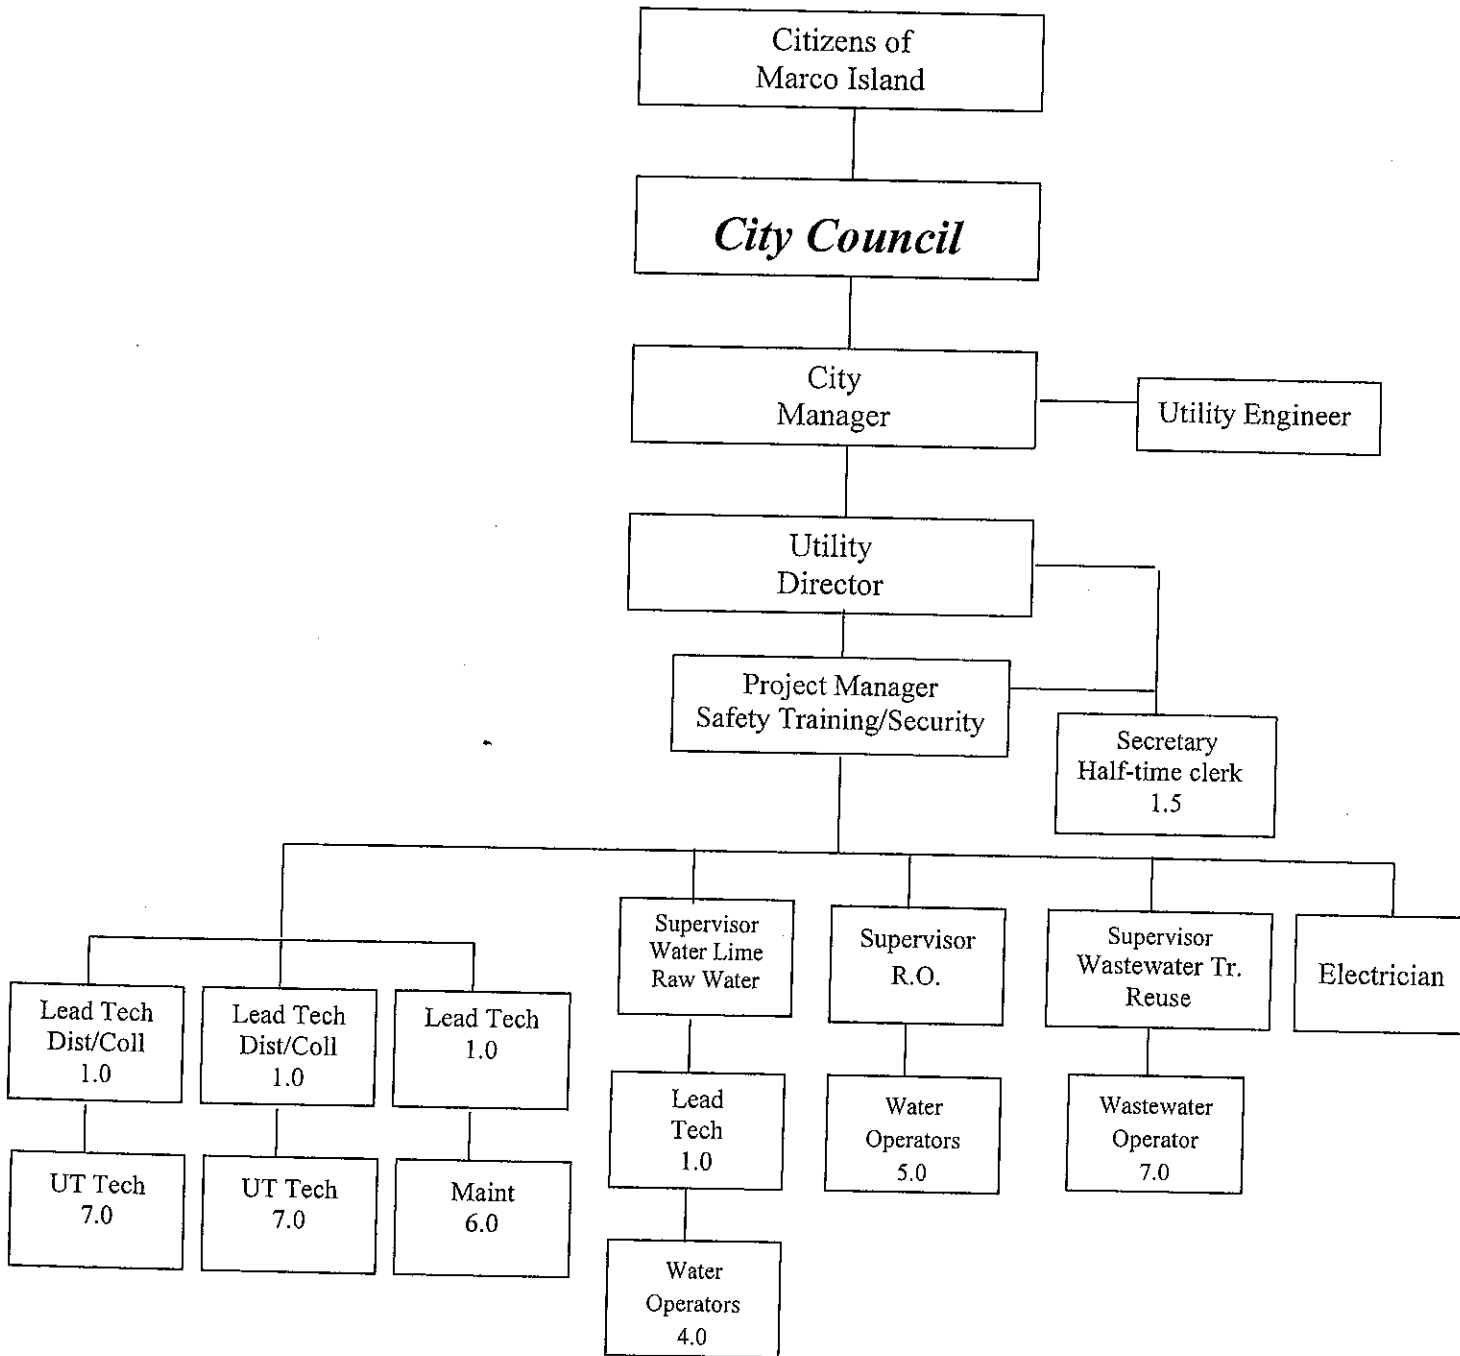 Citizens of
Marco Island
City Council
City
Manager
Utility Engineer
Utility
Director
Project Manager
Safety Training/Security
Secretary
Half-time clerk
1.5
Lead Tech
Dist/Coll
1.0
Lead Tech
Dist/Coll
1.0
Lead Tech
1.0
Supervisor
Water Lime
Raw Water
Supervisor
R.O.
Supervisor
Wastewater Tr.
Reuse
Electrician
UT Tech
7.0
UT Tech
7.0
Maint
6.0
Lead
Tech
1.0
Water
Operators
5.0
Wastewater
Operator
7.0
Water
Operators
4.0